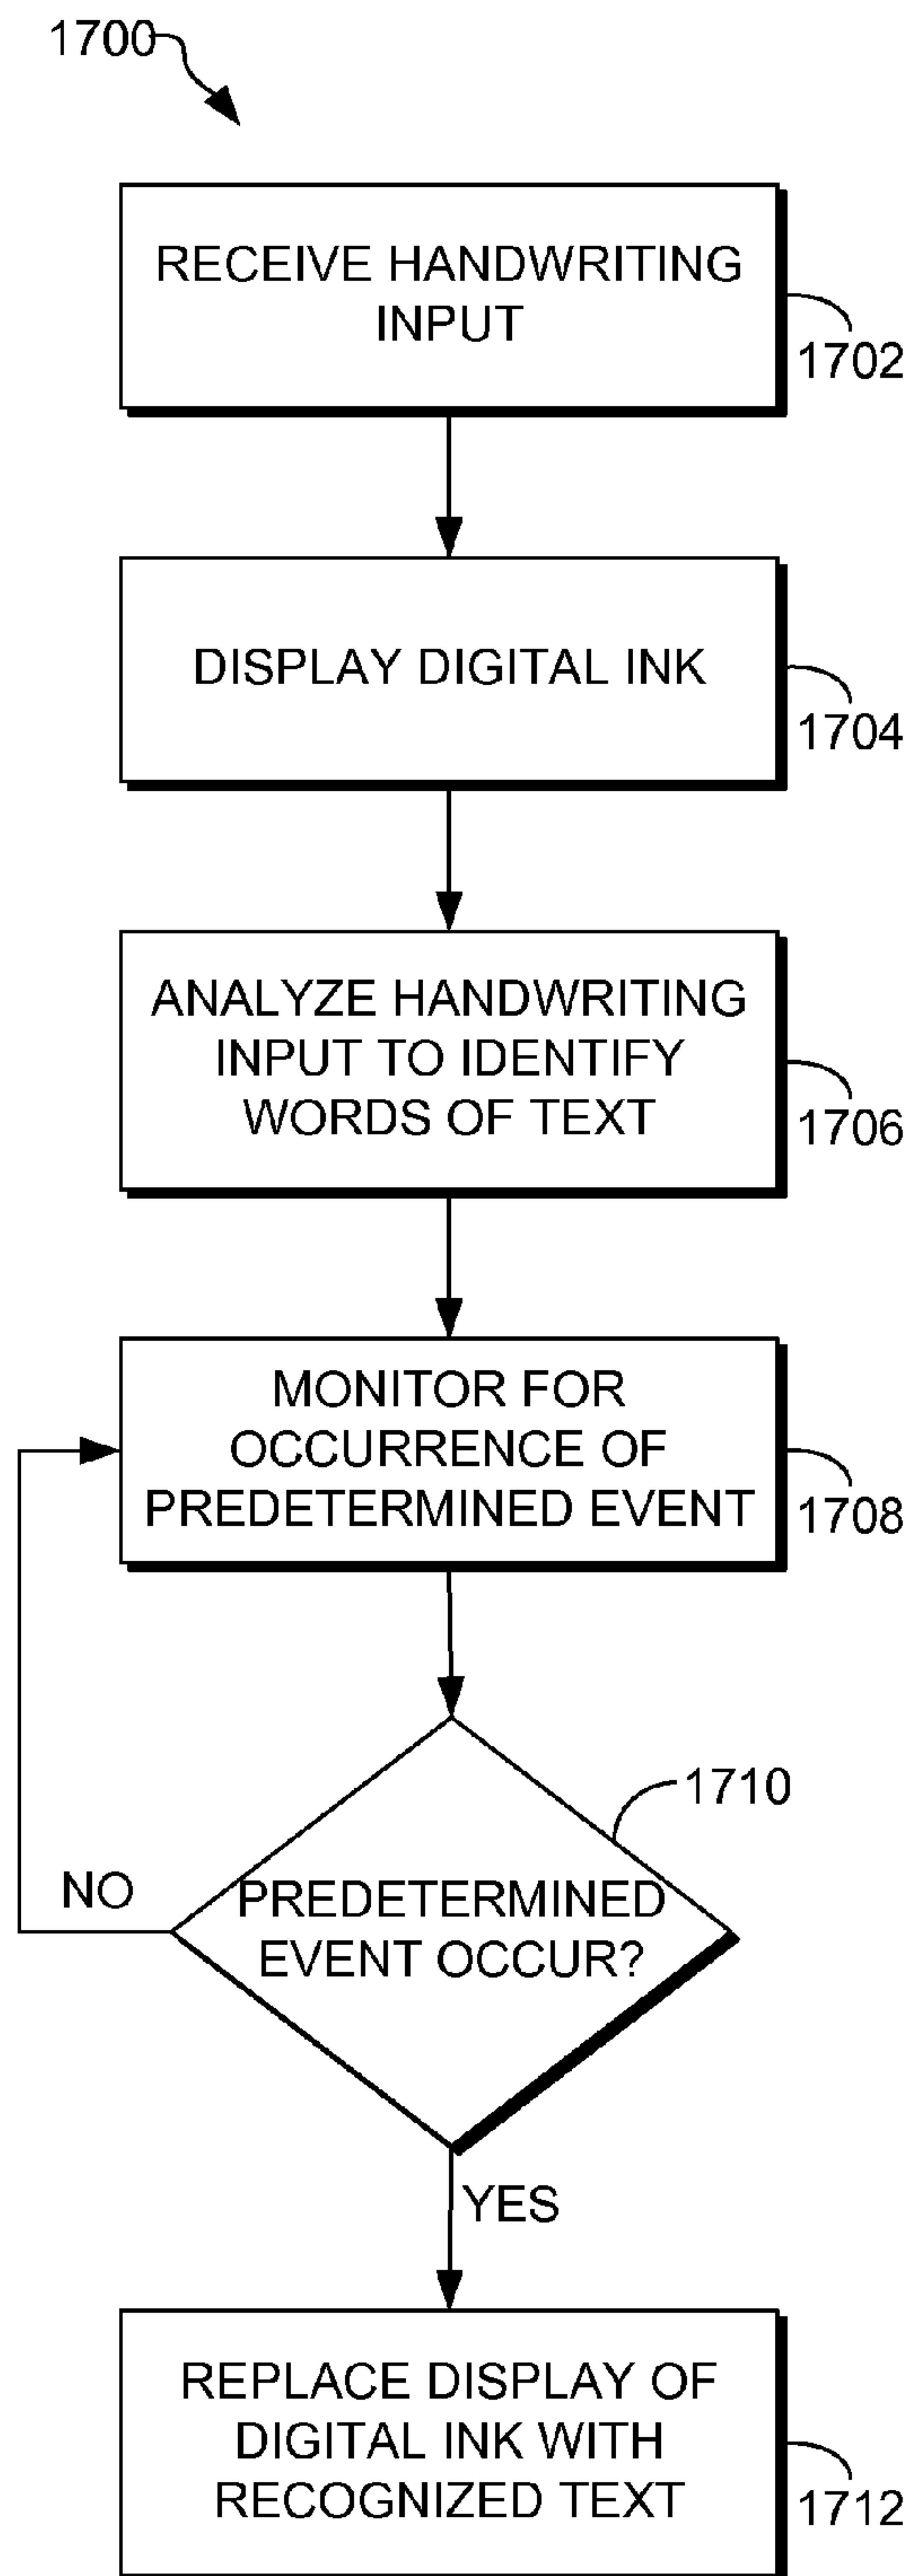 1700
RECEIVE HANDWRITING
INPUT
1702
DISPLAY DIGITAL INK
1704
ANALYZE HANDWRITING
INPUT TO IDENTIFY
WORDS OF TEXT
1706
MONITOR FOR
OCCURRENCE OF
PREDETERMINED EVENT
1708
1710
NO
PREDETERMINED
EVENT OCCUR?
YES
REPLACE DISPLAY OF
DIGITAL INK WITH
RECOGNIZED TEXT
1712